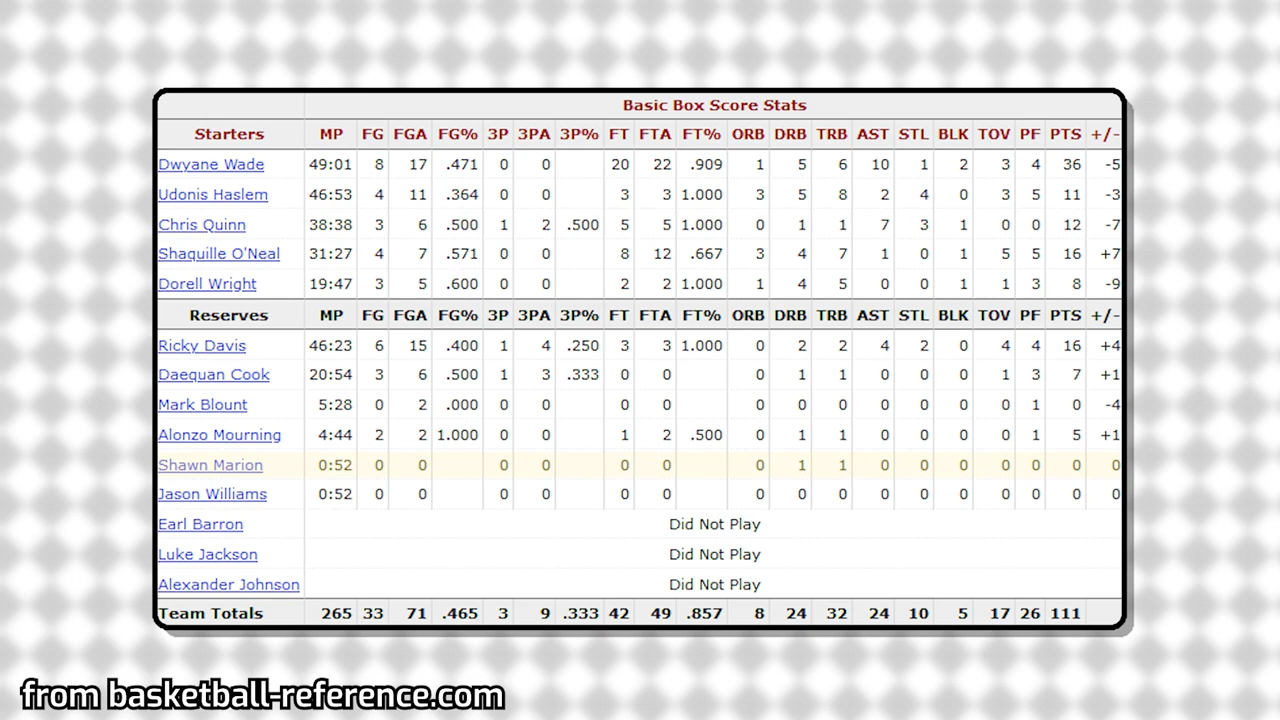 Basic Box Score Stats
Starters MP FG FGA FG% 3P 3PA 3P% FT FTA FT% ORB DRB TRB AST STL BLK TOV PF PTS +/-
Dwyane Wade 49:01 8 17 .471 0 0 20 22 .909 1 5 6 10 1 2 3 4 36 -5
Udonis Haslem 46:53 4 11 .364 0 0 3 3 1.000 3 5 8 2 4 0 3 5 11 -3
Chris Quinn 38:38 3 6 .500 1 2 .500 5 5 1.000 0 1 1 7 3 1 0 0 12 -7
Shaquille O'Neal 31:27 4 7 .571 0 0 8 12 .667 3 4 7 1 0 1 5 5 16 +7
Dorell Wright 19:47 3 5 .600 0 0 2 2 1.000 1 4 5 0 0 1 1 3 8 -9
Reserves MP FG FGA FG% 3P 3PA 3P% FT FTA FT% ORB DRB TRB AST STL BLK TOV PF PTS +/-
Ricky Davis 46:23 6 15 .400 1 4 .250 3 3 1.000 0 2 2 4 2 0 4 4 16 +4
Daequan Cook 20:54 3 6 .500 1 3 .333 0 0 0 1 1 0 0 0 1 3 7 +1
Mark Blount 5:28 0 2 .000 0 0 0 0 0 0 0 0 0 0 0 1 0 -4
Alonzo Mourning 4:44 2 2 1.000 0 0 1 2 .500 0 1 1 0 0 0 0 1 5 +1
Shawn Marion 0:52 0 0 0 0 0 0 0 1 1 0 0 0 0 0 0 0
Jason Williams 0:52 0 0 0 0 0 0 0 0 0 0 0 0 0 0 0 0
Earl Barron Did Not Play
Luke Jackson Did Not Play
Alexander Johnson Did Not Play
Team Totals 265 33 71 .465 3 9 .333 42 49 .857 8 24 32 24 10 5 17 26 111
from basketball-reference.com